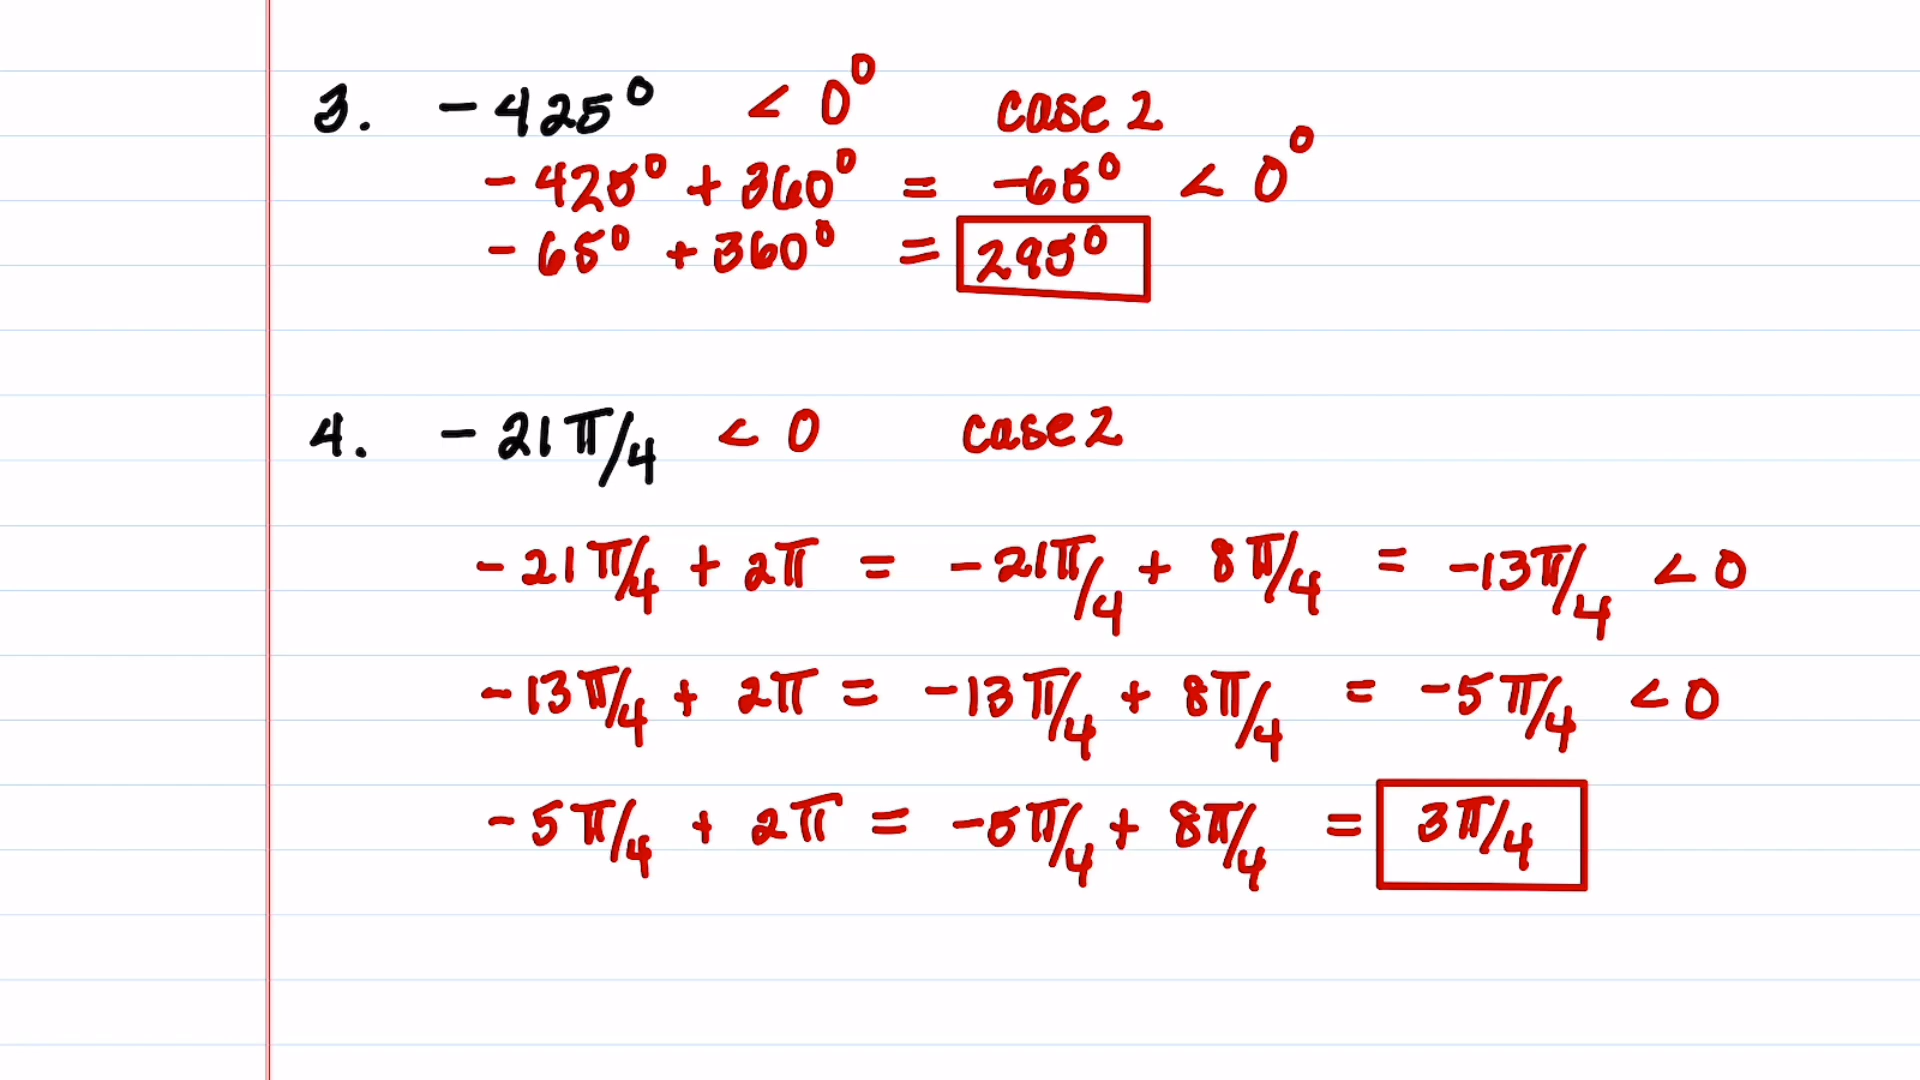 3. -425° < 0° case 2
-425° + 360° = -65° < 0°
-65° + 360° = 295°
4. -21π/4 < 0 case 2
-21π/4 + 2π = -21π/4 + 8π/4 = -13π/4 < 0
-13π/4 + 2π = -13π/4 + 8π/4 = -5π/4 < 0
-5π/4 + 2π = -5π/4 + 8π/4 = 3π/4